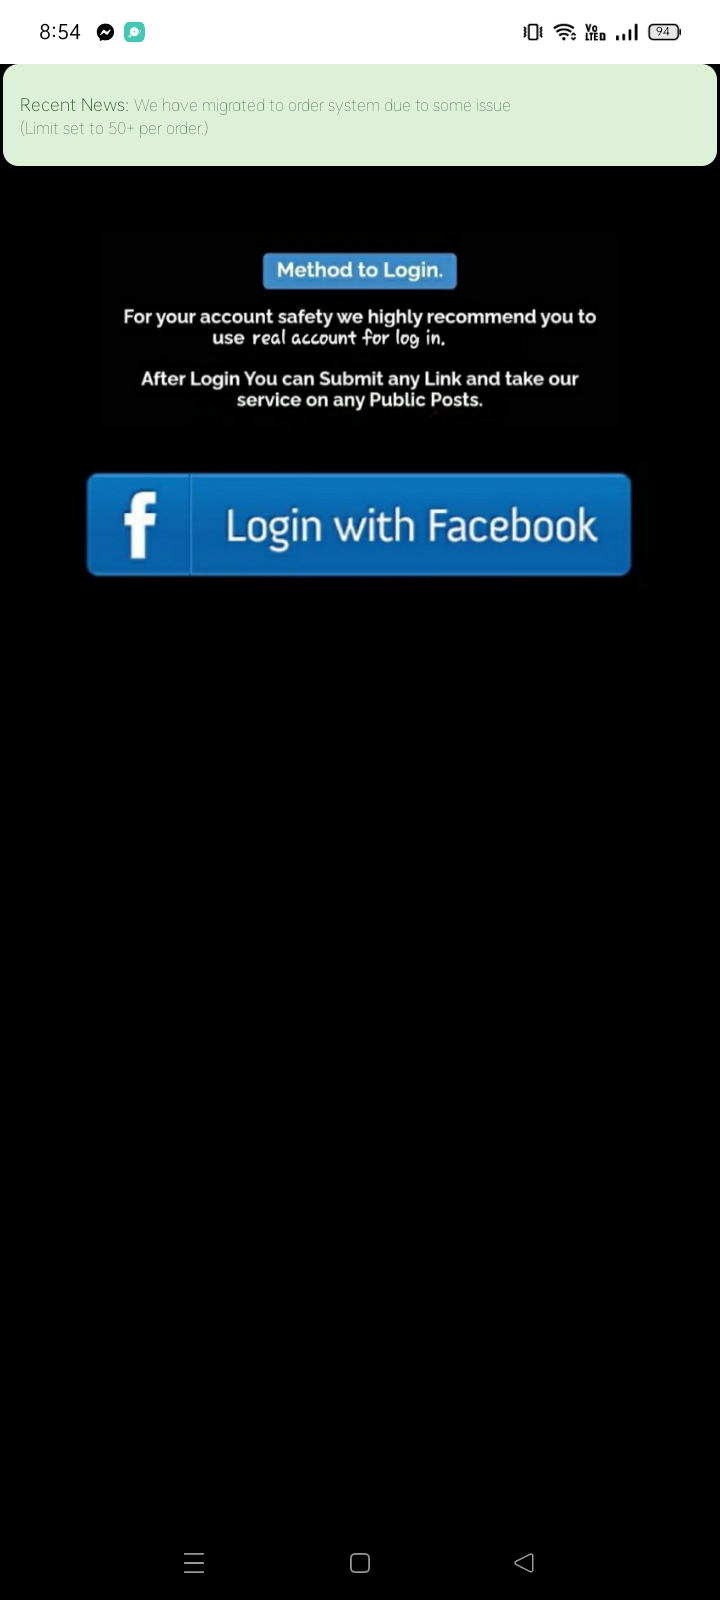 8:54
Vo
LTED
94
Recent News: We have migrated to order system due to some issue
(Limit set to 50+ per order.)
Method to Login.
For your account safety we highly recommend you to
use real account for log in.
After Login You can Submit any Link and take our
service on any Public Posts.
f Login with Facebook